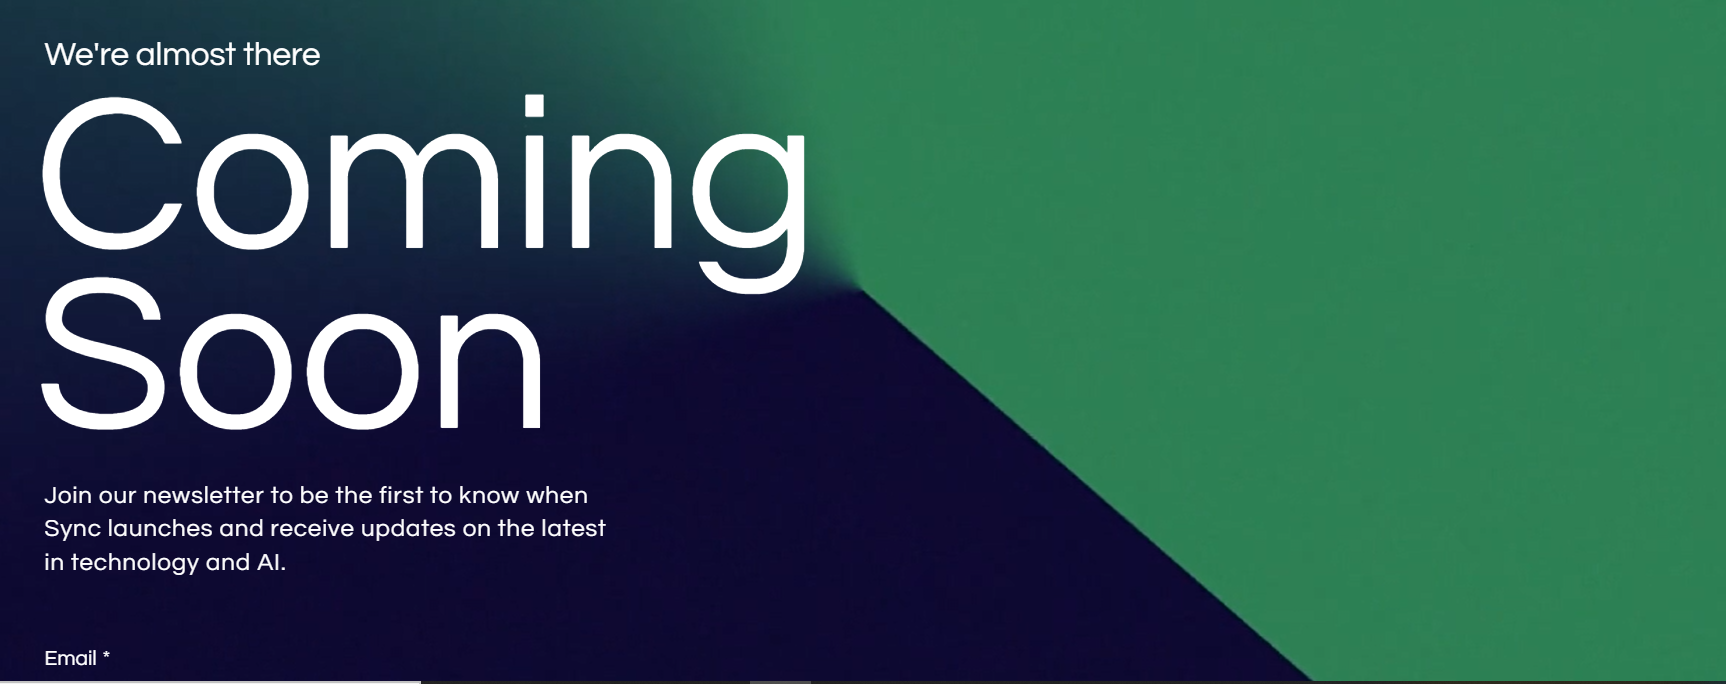 We're almost there
Coming
Soon
Join our newsletter to be the first to know when
Sync launches and receive updates on the latest
in technology and AI.
Email *